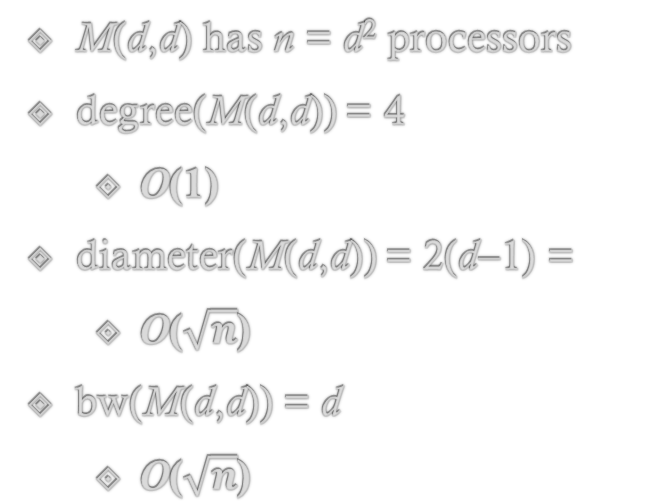 M(d,d) has n = d² processors
degree(M(d,d)) = 4
O(1)
diameter(M(d,d)) = 2(d–1) =
O(√n)
bw(M(d,d)) = d
O(√n)